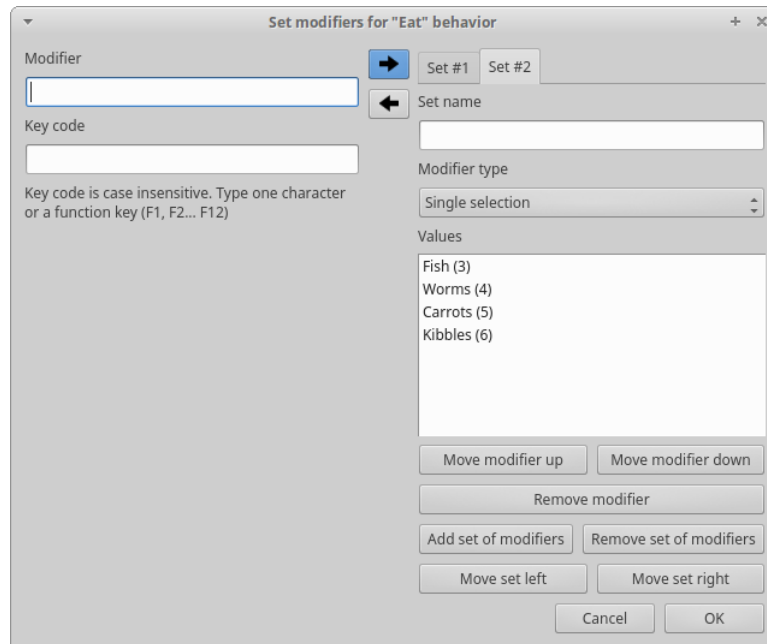 Set modifiers for "Eat" behavior
Modifier
Key code
Key code is case insensitive. Type one character
or a function key (F1, F2... F12)
Set #1
Set #2
Set name
Modifier type
Single selection
Values
Fish (3)
Worms (4)
Carrots (5)
Kibbles (6)
Move modifier up
Move modifier down
Remove modifier
Add set of modifiers
Remove set of modifiers
Move set left
Move set right
Cancel
OK